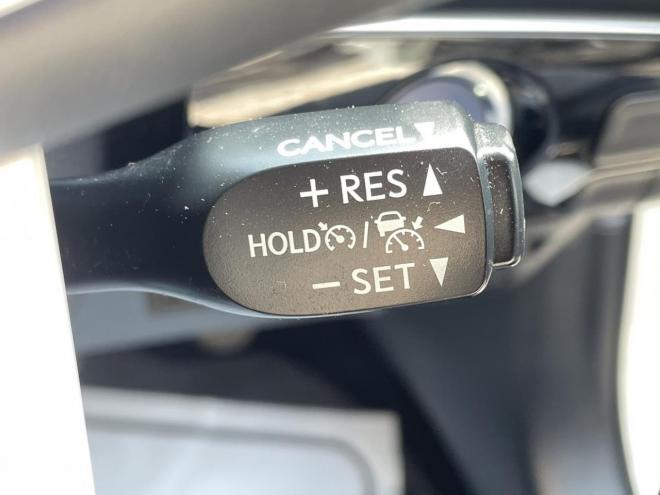 CANCEL
+ RES
HOLD /
− SET